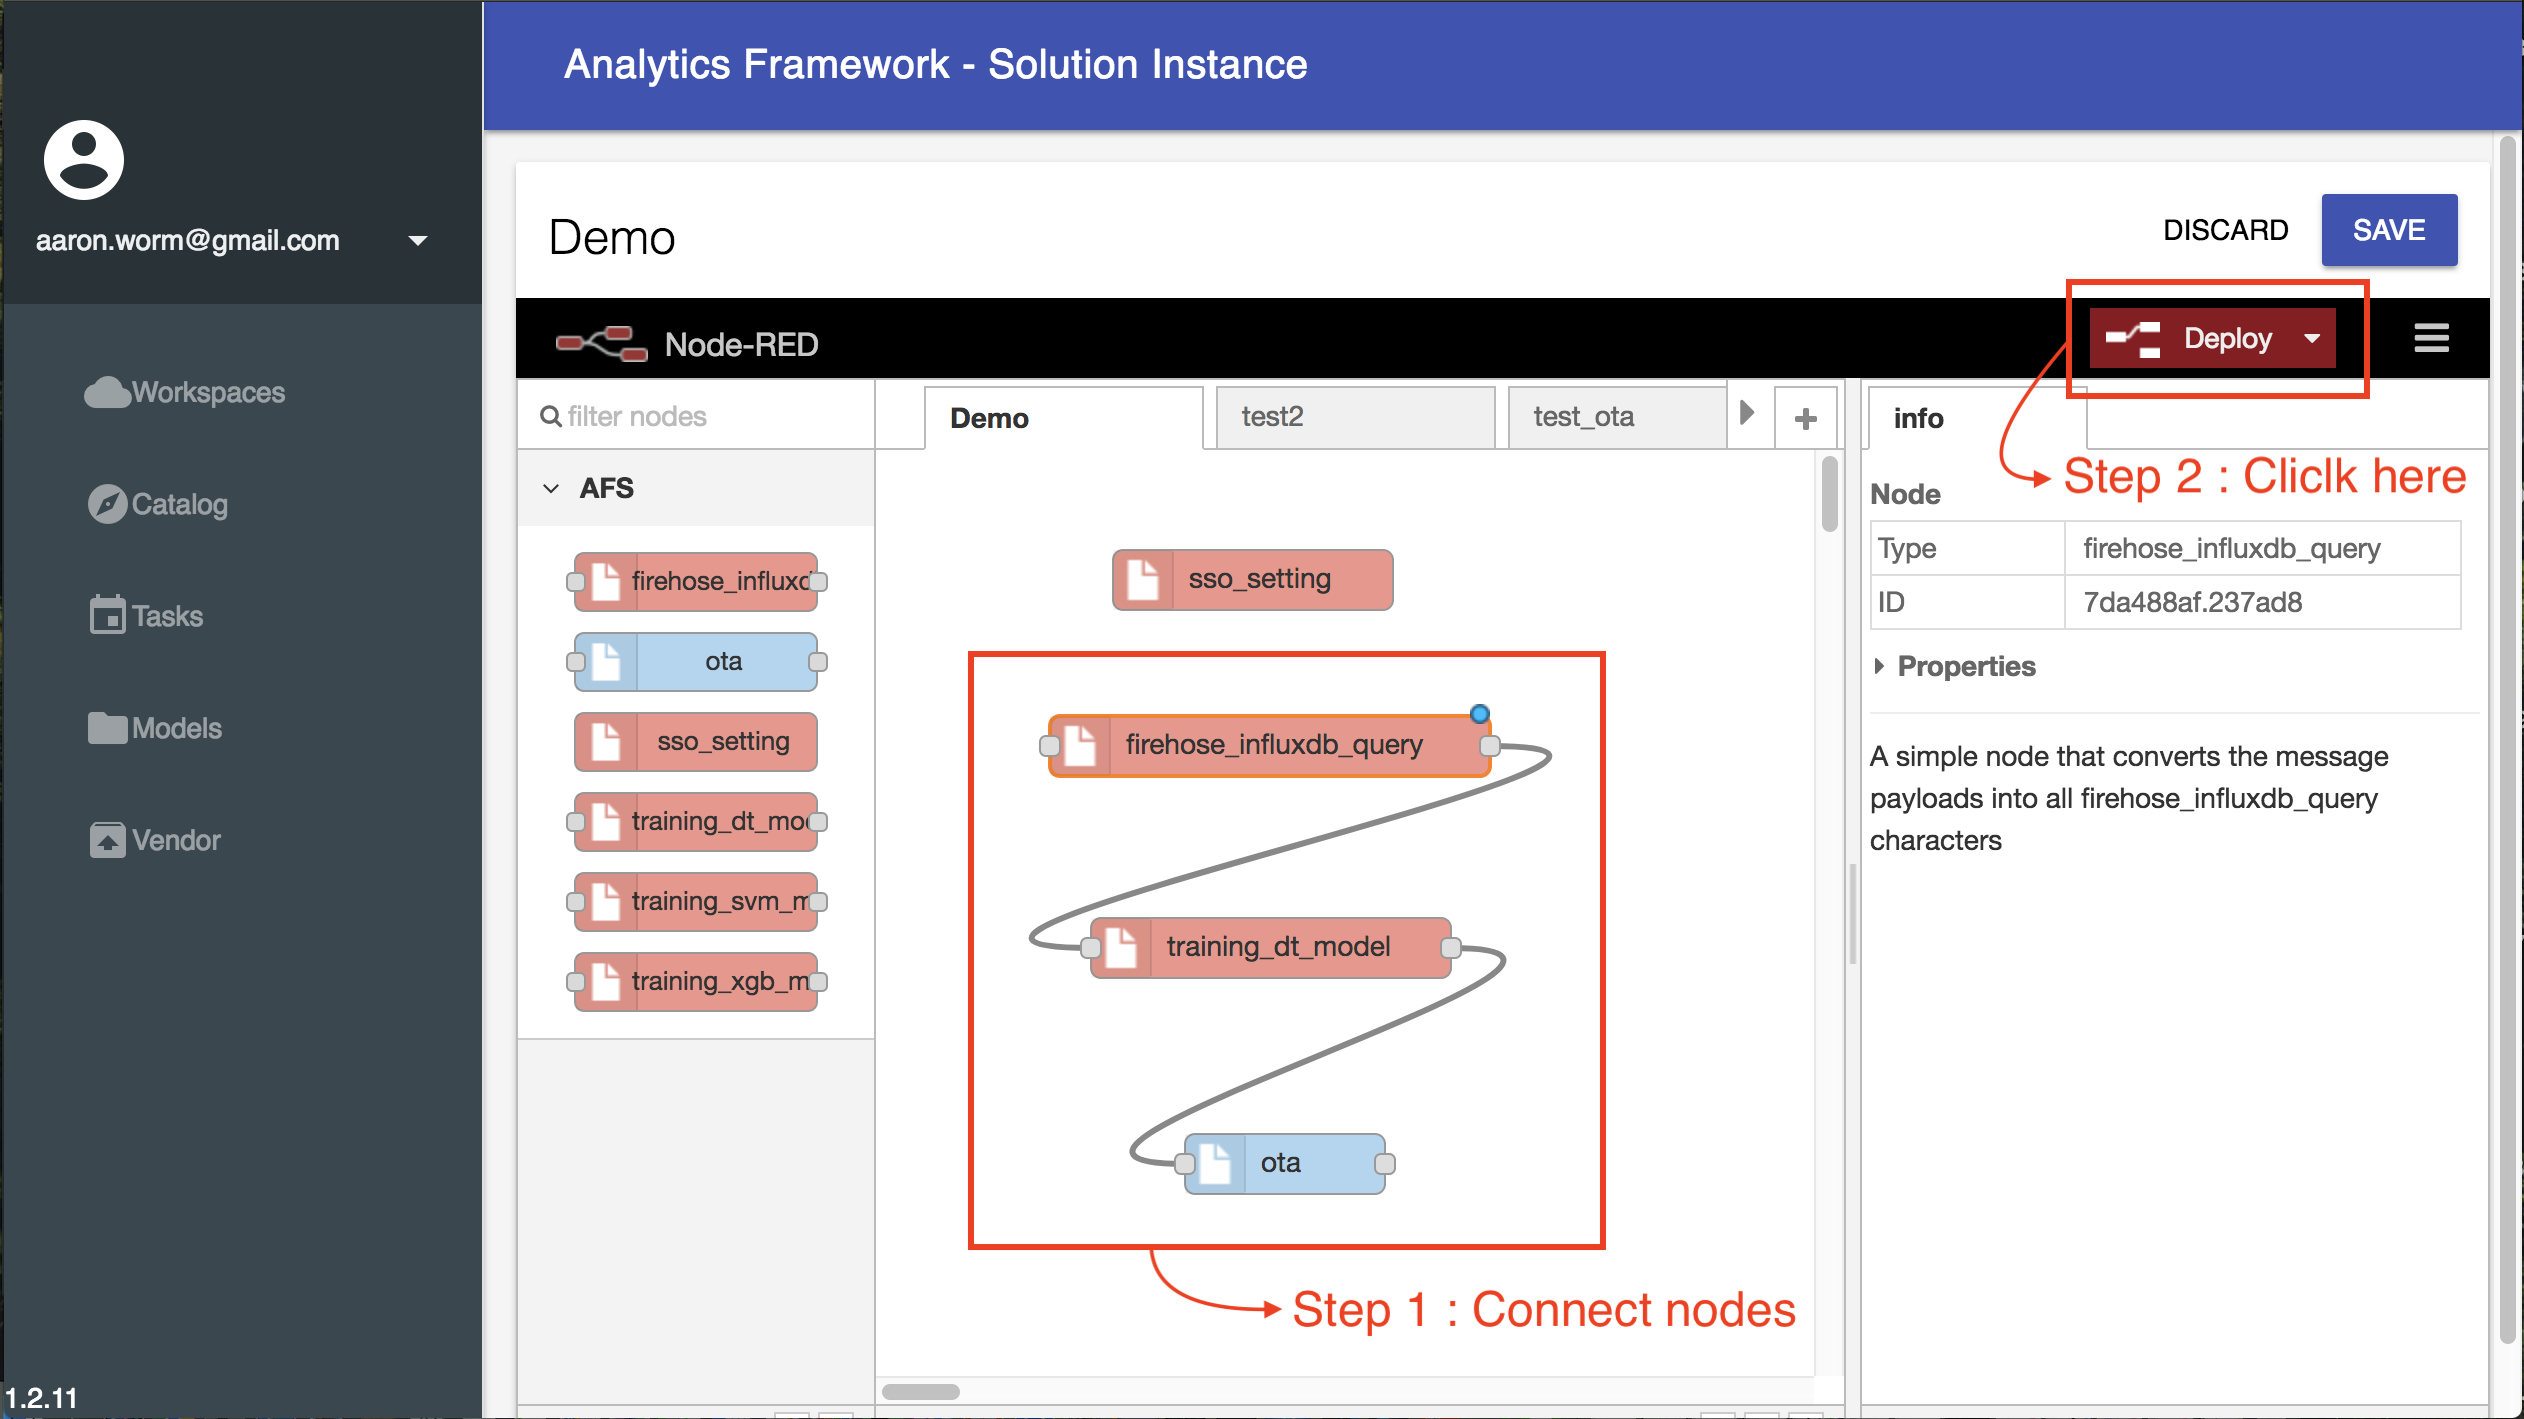 Analytics Framework - Solution Instance
aaron.worm@gmail.com
Workspaces
Catalog
Tasks
Models
Vendor
1.2.11
Demo
DISCARD
SAVE
Node-RED
Deploy
filter nodes
AFS
firehose_influxd
ota
sso_setting
training_dt_mo
training_svm_m
training_xgb_m
Demo
test2
test_ota
sso_setting
firehose_influxdb_query
training_dt_model
ota
Step 1 : Connect nodes
info
Step 2 : Cliclk here
Node
Type firehose_influxdb_query
ID 7da488af.237ad8
Properties
A simple node that converts the message
payloads into all firehose_influxdb_query
characters